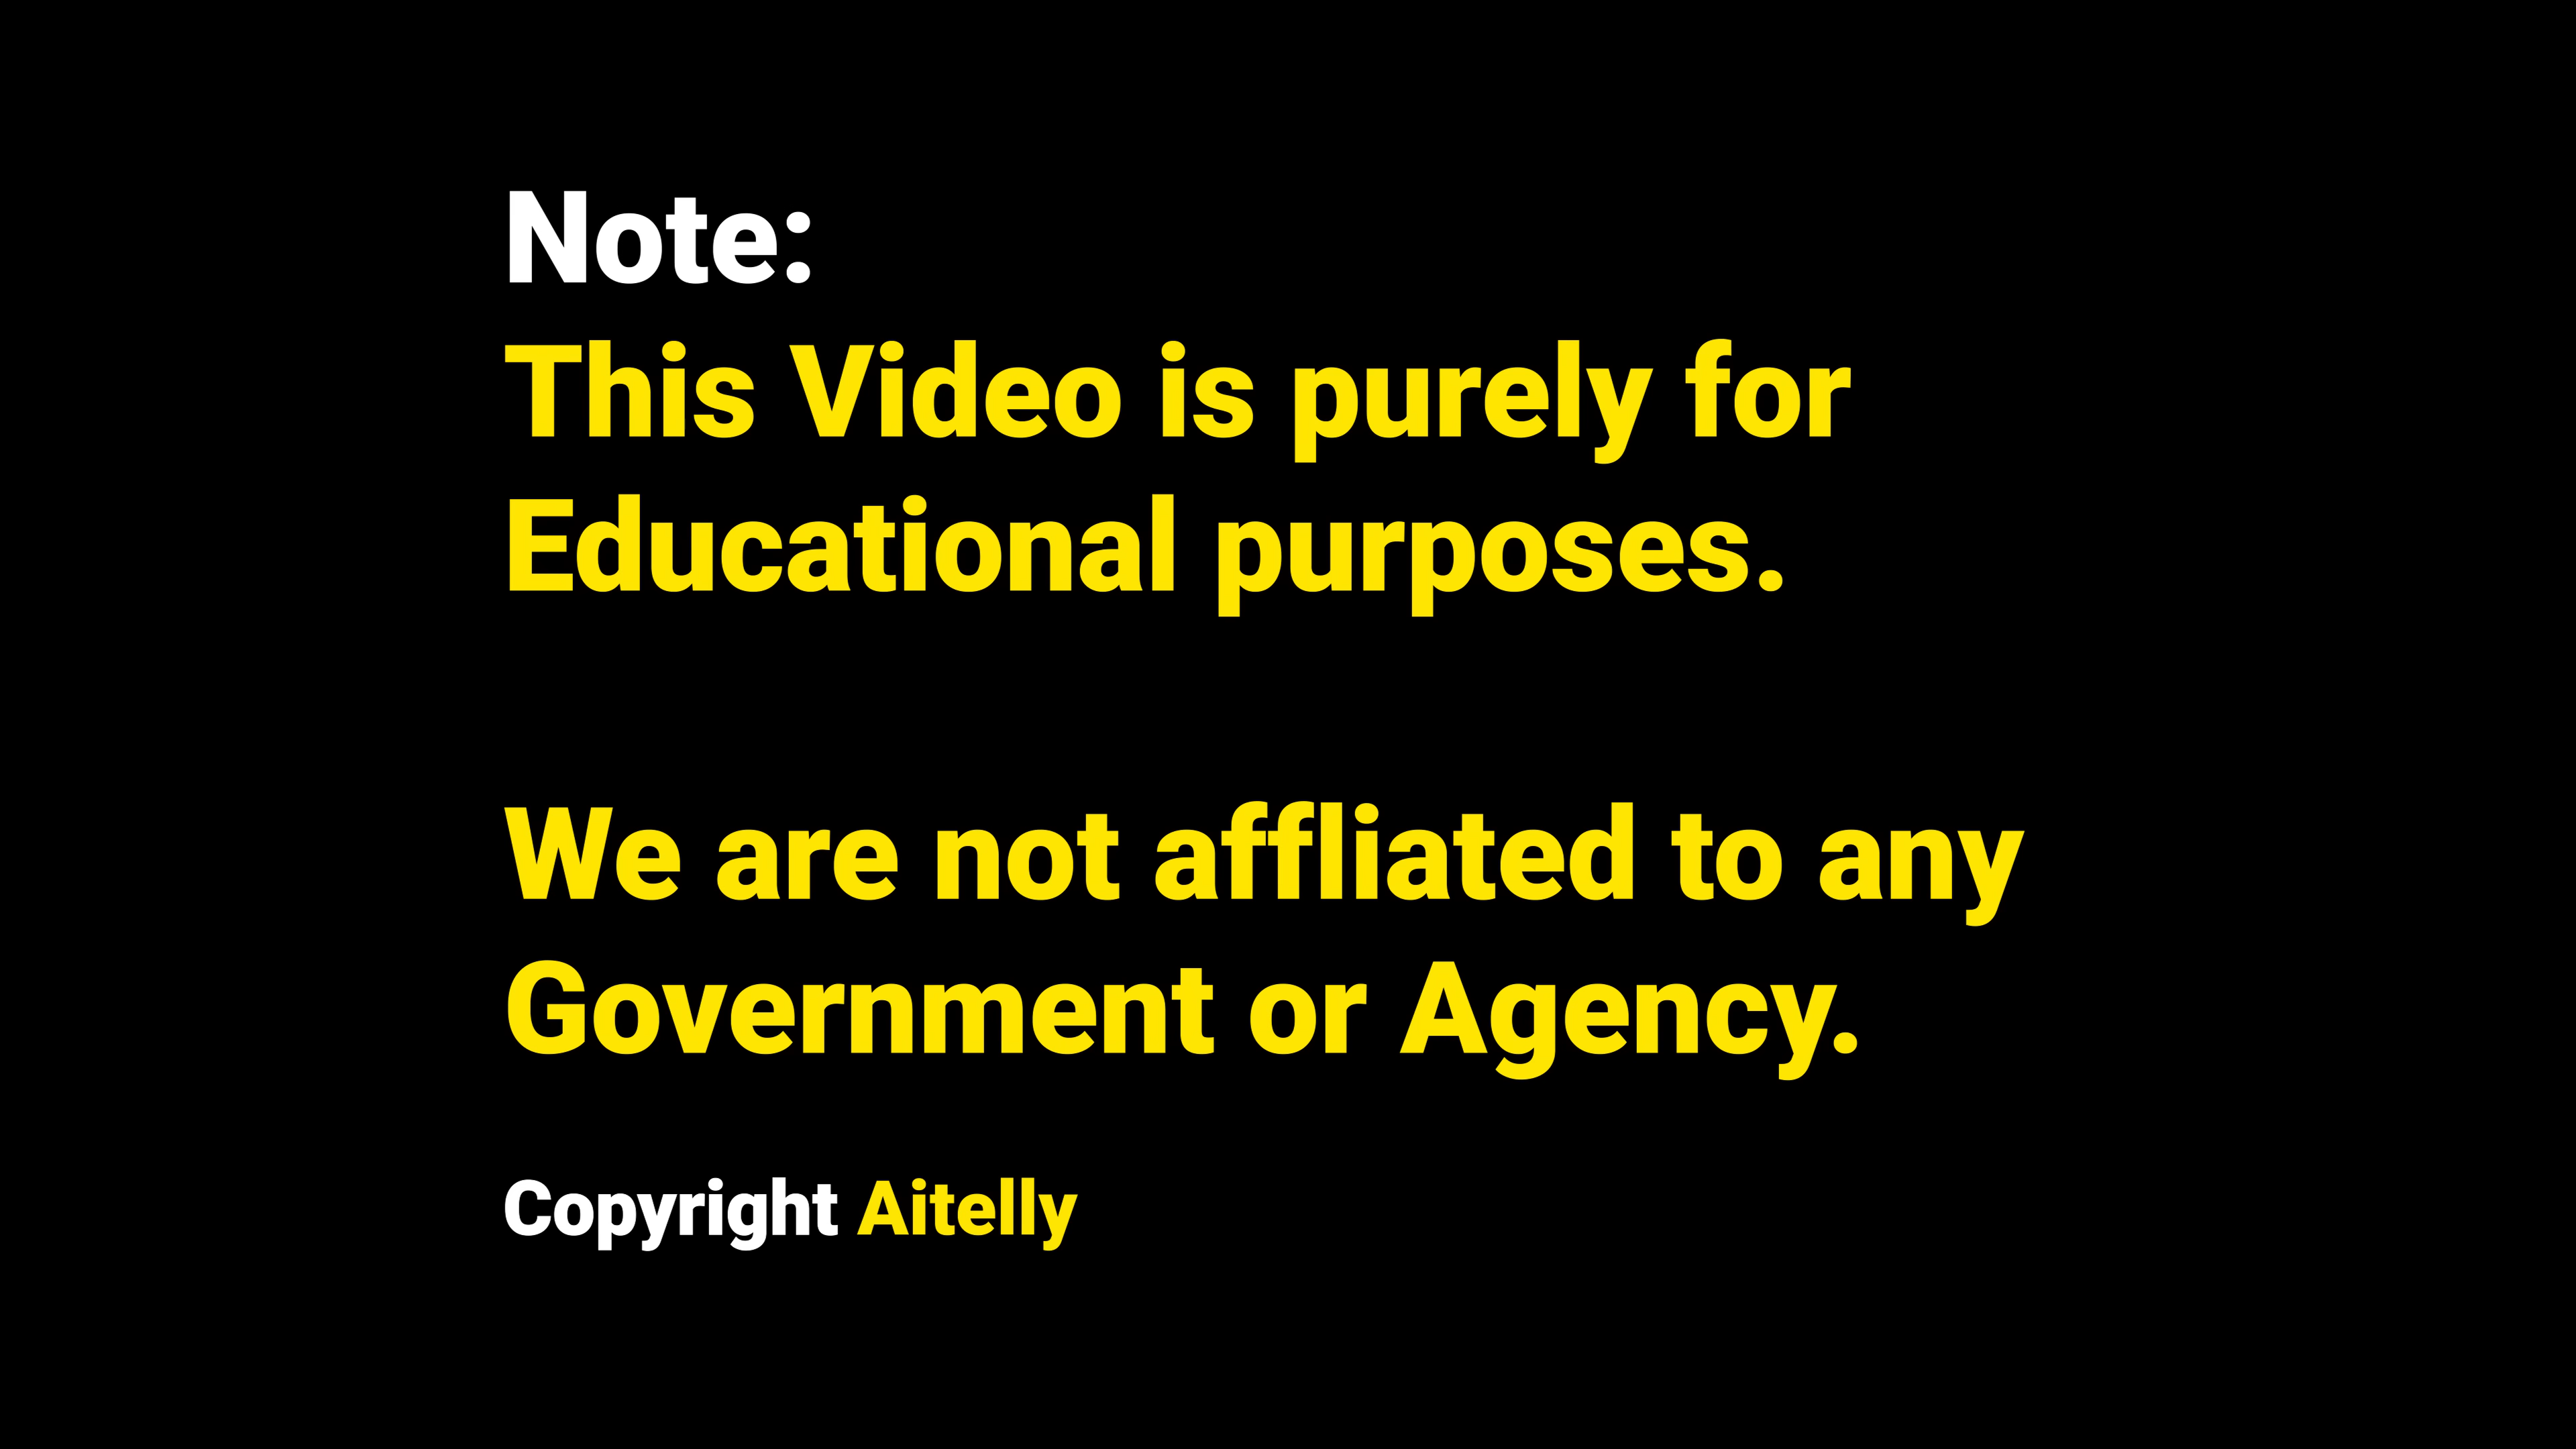 Note:
This Video is purely for
Educational purposes.
We are not affliated to any
Government or Agency.
Copyright Aitelly